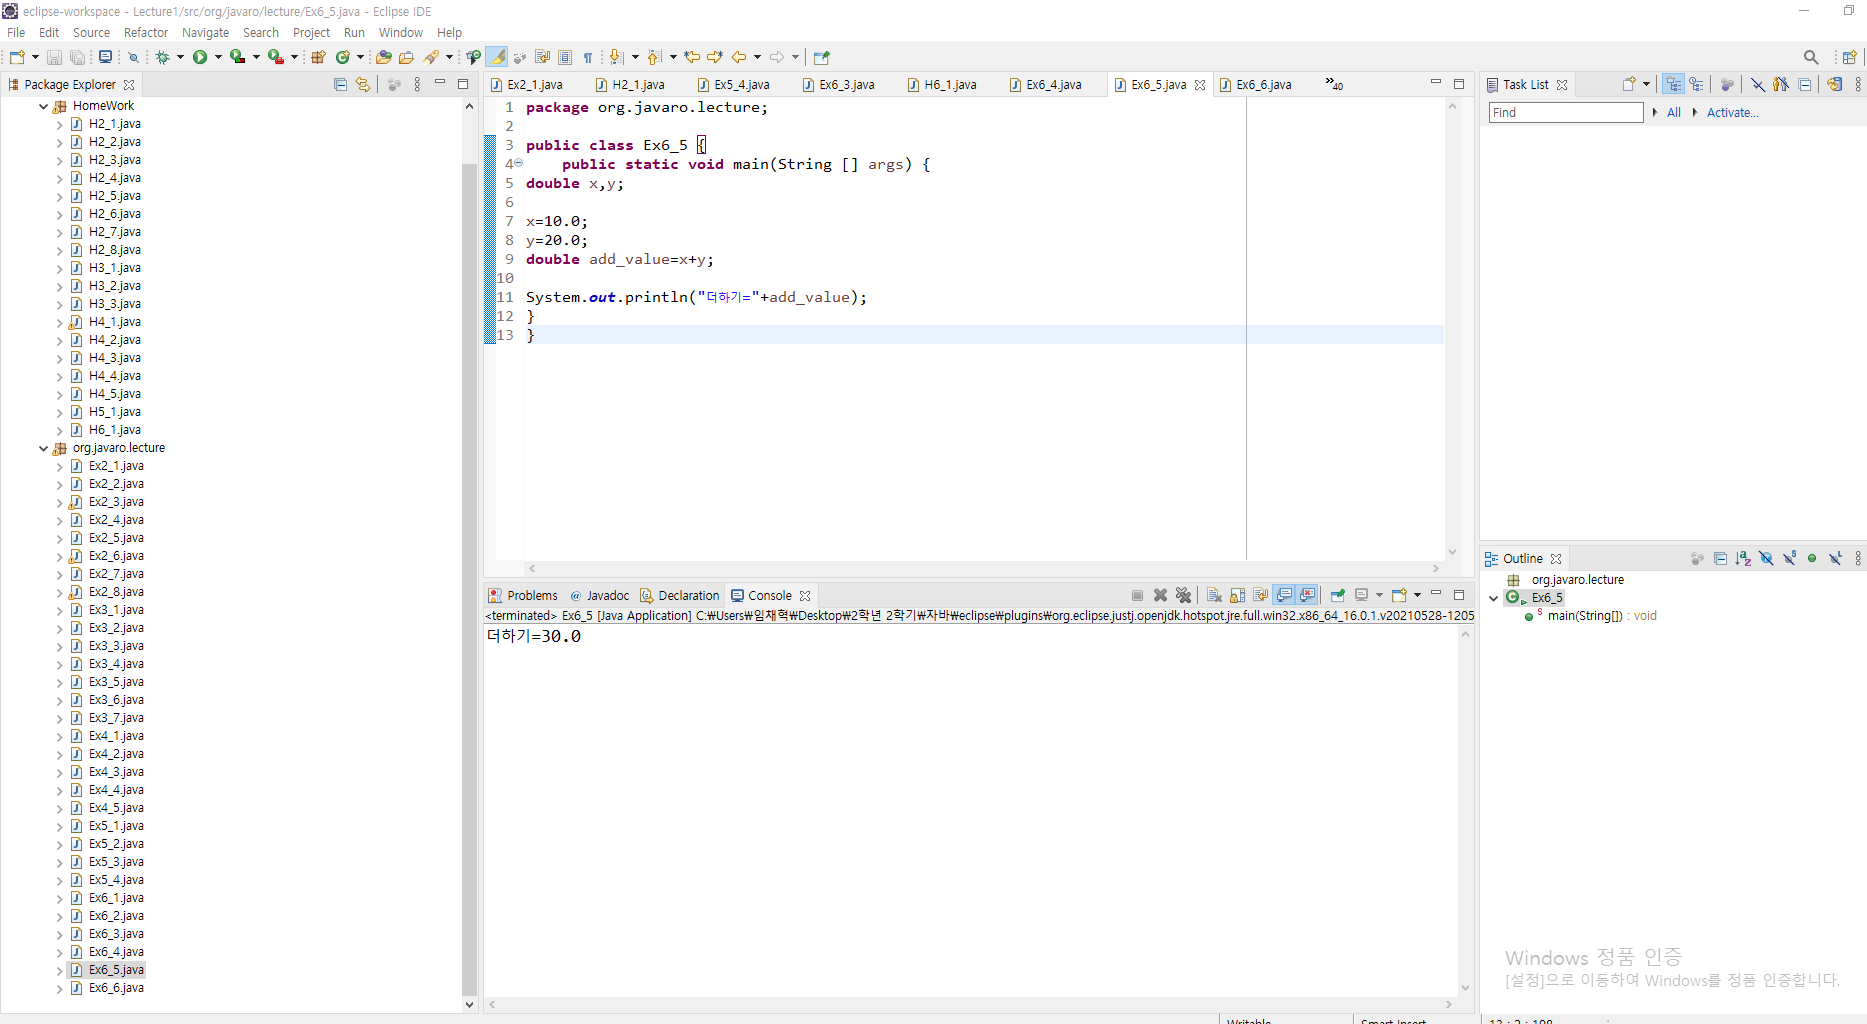 eclipse-workspace - Lecture1/src/org/javaro/lecture/Ex6_5.java - Eclipse IDE
File Edit Source Refactor Navigate Search Project Run Window Help
Package Explorer
HomeWork
H2_1.java
H2_2.java
H2_3.java
H2_4.java
H2_5.java
H2_6.java
H2_7.java
H2_8.java
H3_1.java
H3_2.java
H3_3.java
H4_1.java
H4_2.java
H4_3.java
H4_4.java
H4_5.java
H5_1.java
H6_1.java
org.javaro.lecture
Ex2_1.java
Ex2_2.java
Ex2_3.java
Ex2_4.java
Ex2_5.java
Ex2_6.java
Ex2_7.java
Ex2_8.java
Ex3_1.java
Ex3_2.java
Ex3_3.java
Ex3_4.java
Ex3_5.java
Ex3_6.java
Ex3_7.java
Ex4_1.java
Ex4_2.java
Ex4_3.java
Ex4_4.java
Ex4_5.java
Ex5_1.java
Ex5_2.java
Ex5_3.java
Ex5_4.java
Ex6_1.java
Ex6_2.java
Ex6_3.java
Ex6_4.java
Ex6_5.java
Ex6_6.java
Ex2_1.java H2_1.java Ex5_4.java Ex6_3.java H6_1.java Ex6_4.java Ex6_5.java Ex6_6.java »40
1 package org.javaro.lecture;
2
3 public class Ex6_5 {
4 public static void main(String [] args) {
5 double x,y;
6
7 x=10.0;
8 y=20.0;
9 double add_value=x+y;
10
11 System.out.println("더하기="+add_value);
12 }
13 }
Problems @ Javadoc Declaration Console
<terminated> Ex6_5 [Java Application] C:₩Users₩임재혁₩Desktop₩2학년 2학기₩자바₩eclipse₩plugins₩org.eclipse.justj.openjdk.hotspot.jre.full.win32.x86_64_16.0.1.v20210528-1205
더하기=30.0
Task List
Find All Activate...
Outline
org.javaro.lecture
Ex6_5
main(String[]) : void
Windows 정품 인증
[설정]으로 이동하여 Windows를 정품 인증합니다.
Writable Smart Insert 13 : 2 : 198